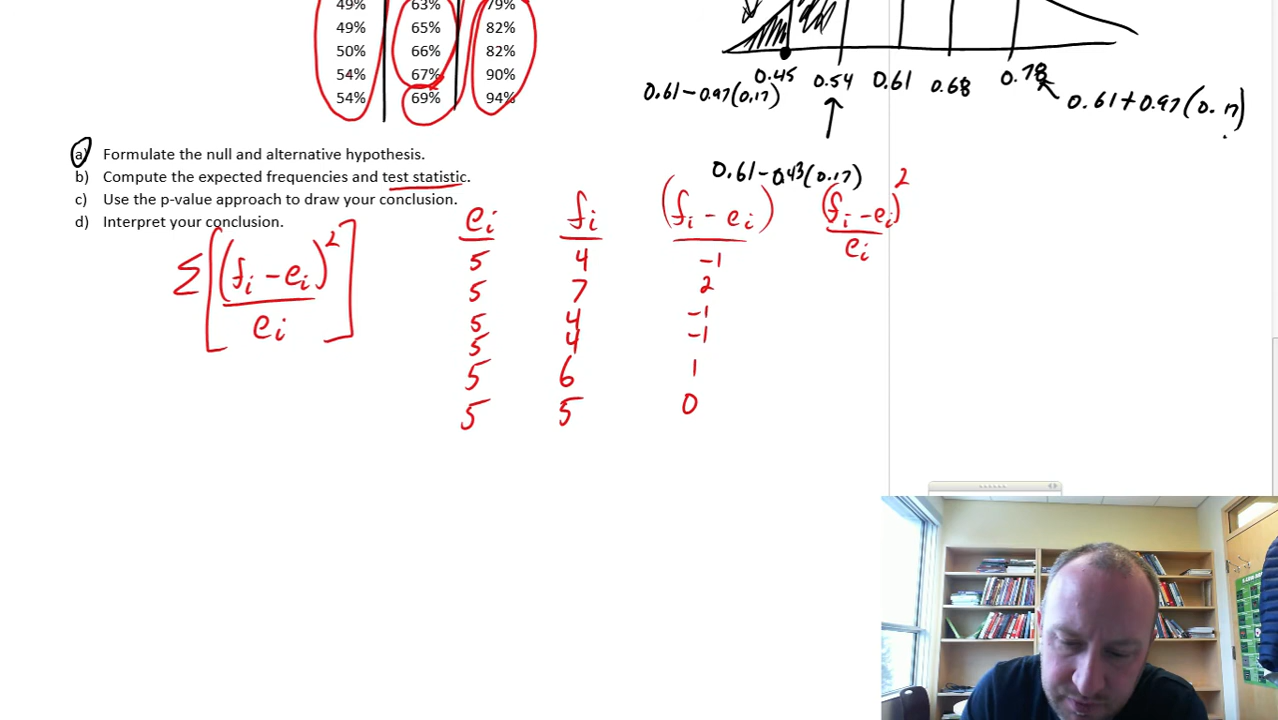 49% 63% 79%
49% 65% 82%
50% 66% 82%
54% 67% 90%
54% 69% 94%
0.45 0.54 0.61 0.68 0.78
0.61-0.97(0.17)
0.61+0.97(0.17)
0.61-0.43(0.17)
a) Formulate the null and alternative hypothesis.
b) Compute the expected frequencies and test statistic.
c) Use the p-value approach to draw your conclusion.
d) Interpret your conclusion.
Σ[(fi-ei)²/ei]
ei fi (fi-ei) (fi-ei)²/ei
5 4 -1
5 7 2
5 4 -1
5 4 -1
5 6 1
5 5 0